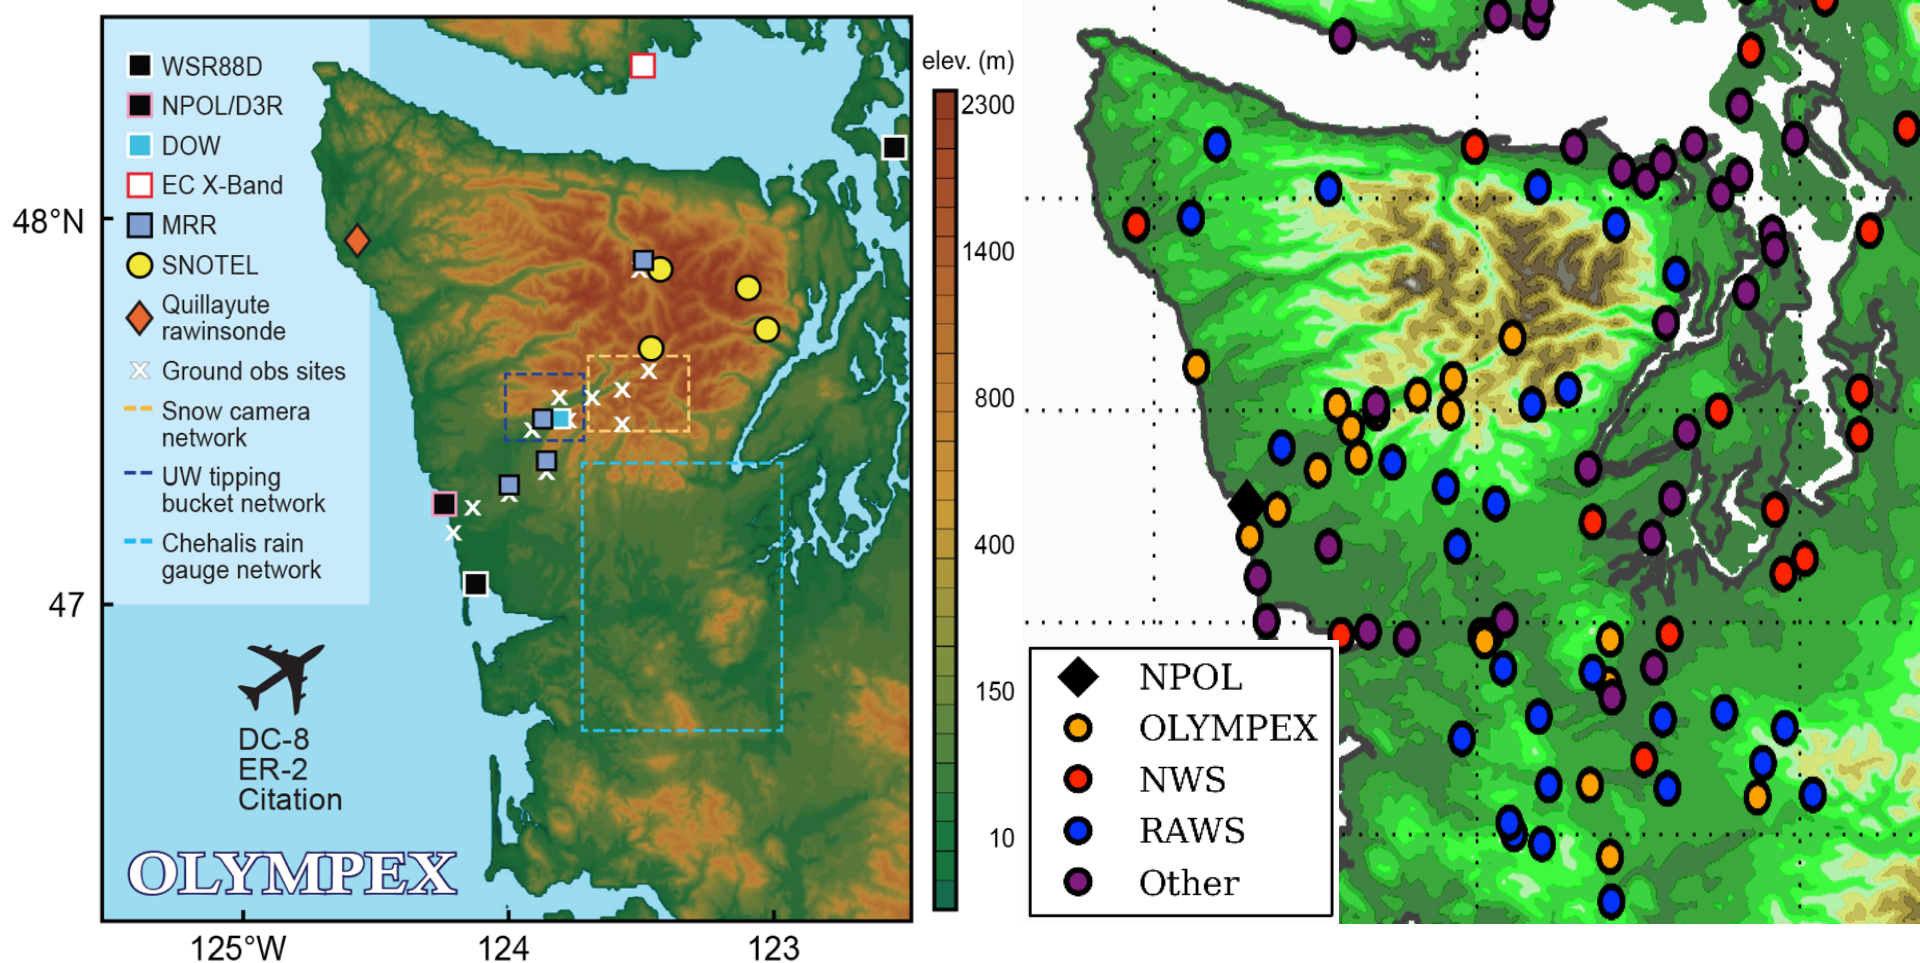 WSR88D
NPOL/D3R
DOW
EC X-Band
MRR
SNOTEL
Quillayute
rawinsonde
x Ground obs sites
Snow camera
network
UW tipping
bucket network
Chehalis rain
gauge network
DC-8
ER-2
Citation
OLYMPEX
48°N
47
125°W
124
123
elev. (m)
2300
1400
800
400
150
10
NPOL
OLYMPEX
NWS
RAWS
Other